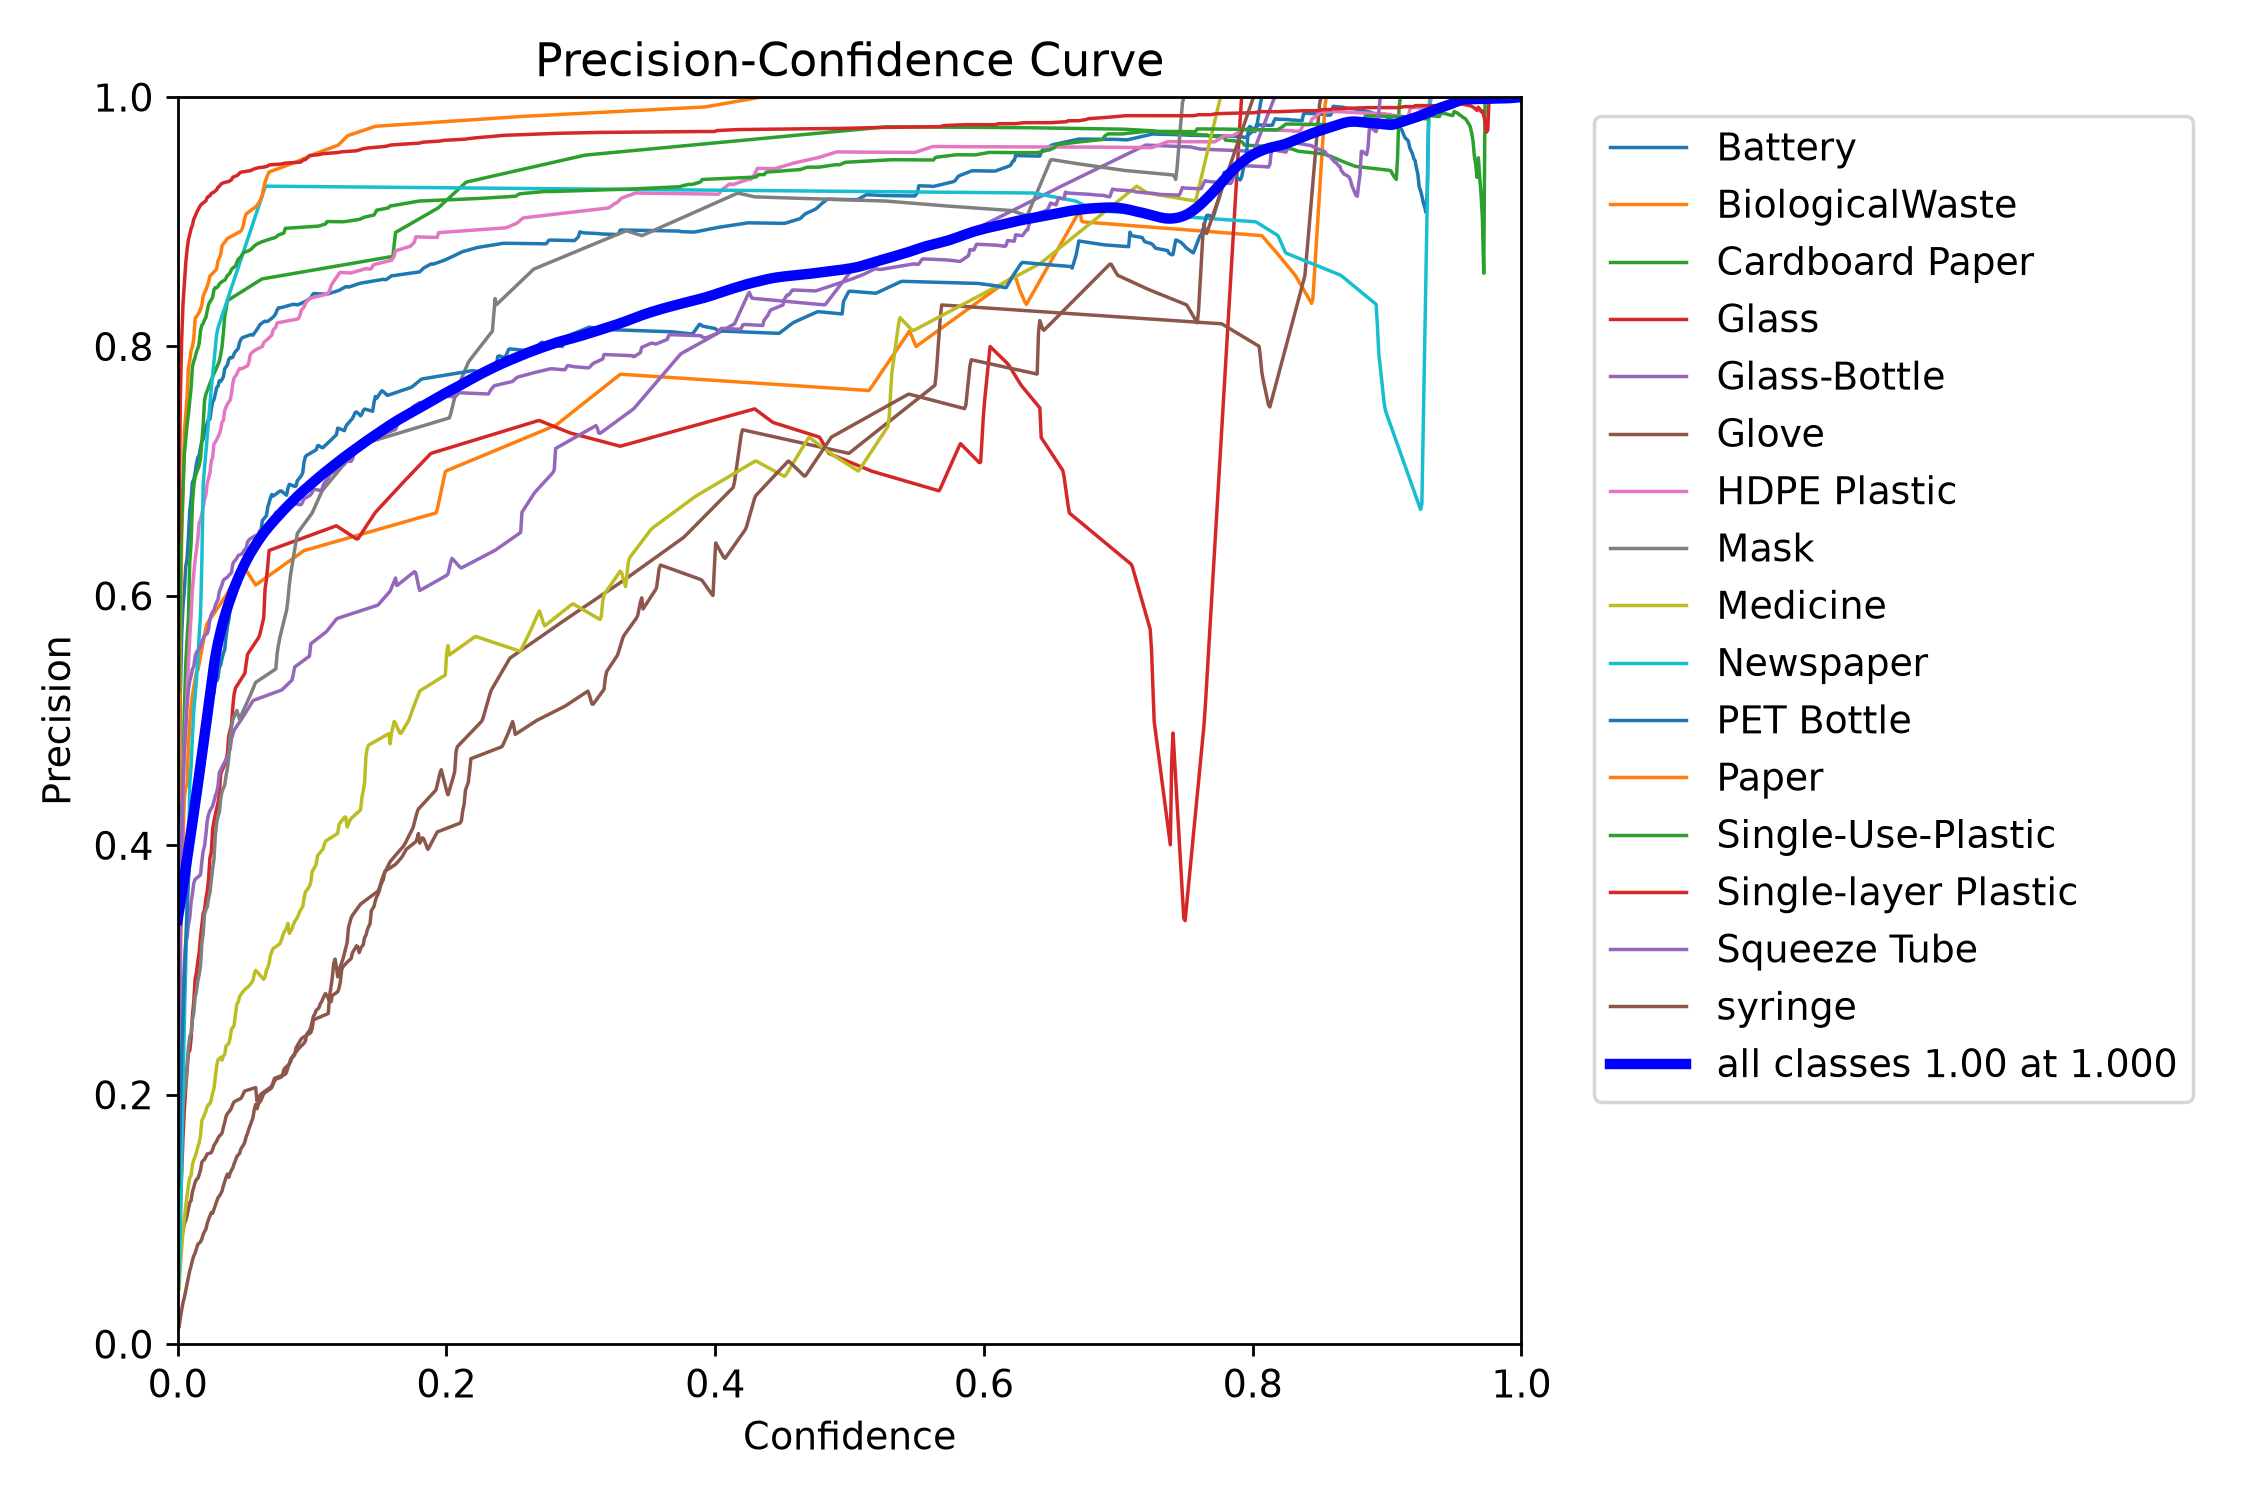 Precision-Confidence Curve
1.0
0.8
0.6
0.4
0.2
0.0
Precision
0.0 0.2 0.4 0.6 0.8 1.0
Confidence
Battery
BiologicalWaste
Cardboard Paper
Glass
Glass-Bottle
Glove
HDPE Plastic
Mask
Medicine
Newspaper
PET Bottle
Paper
Single-Use-Plastic
Single-layer Plastic
Squeeze Tube
syringe
all classes 1.00 at 1.000